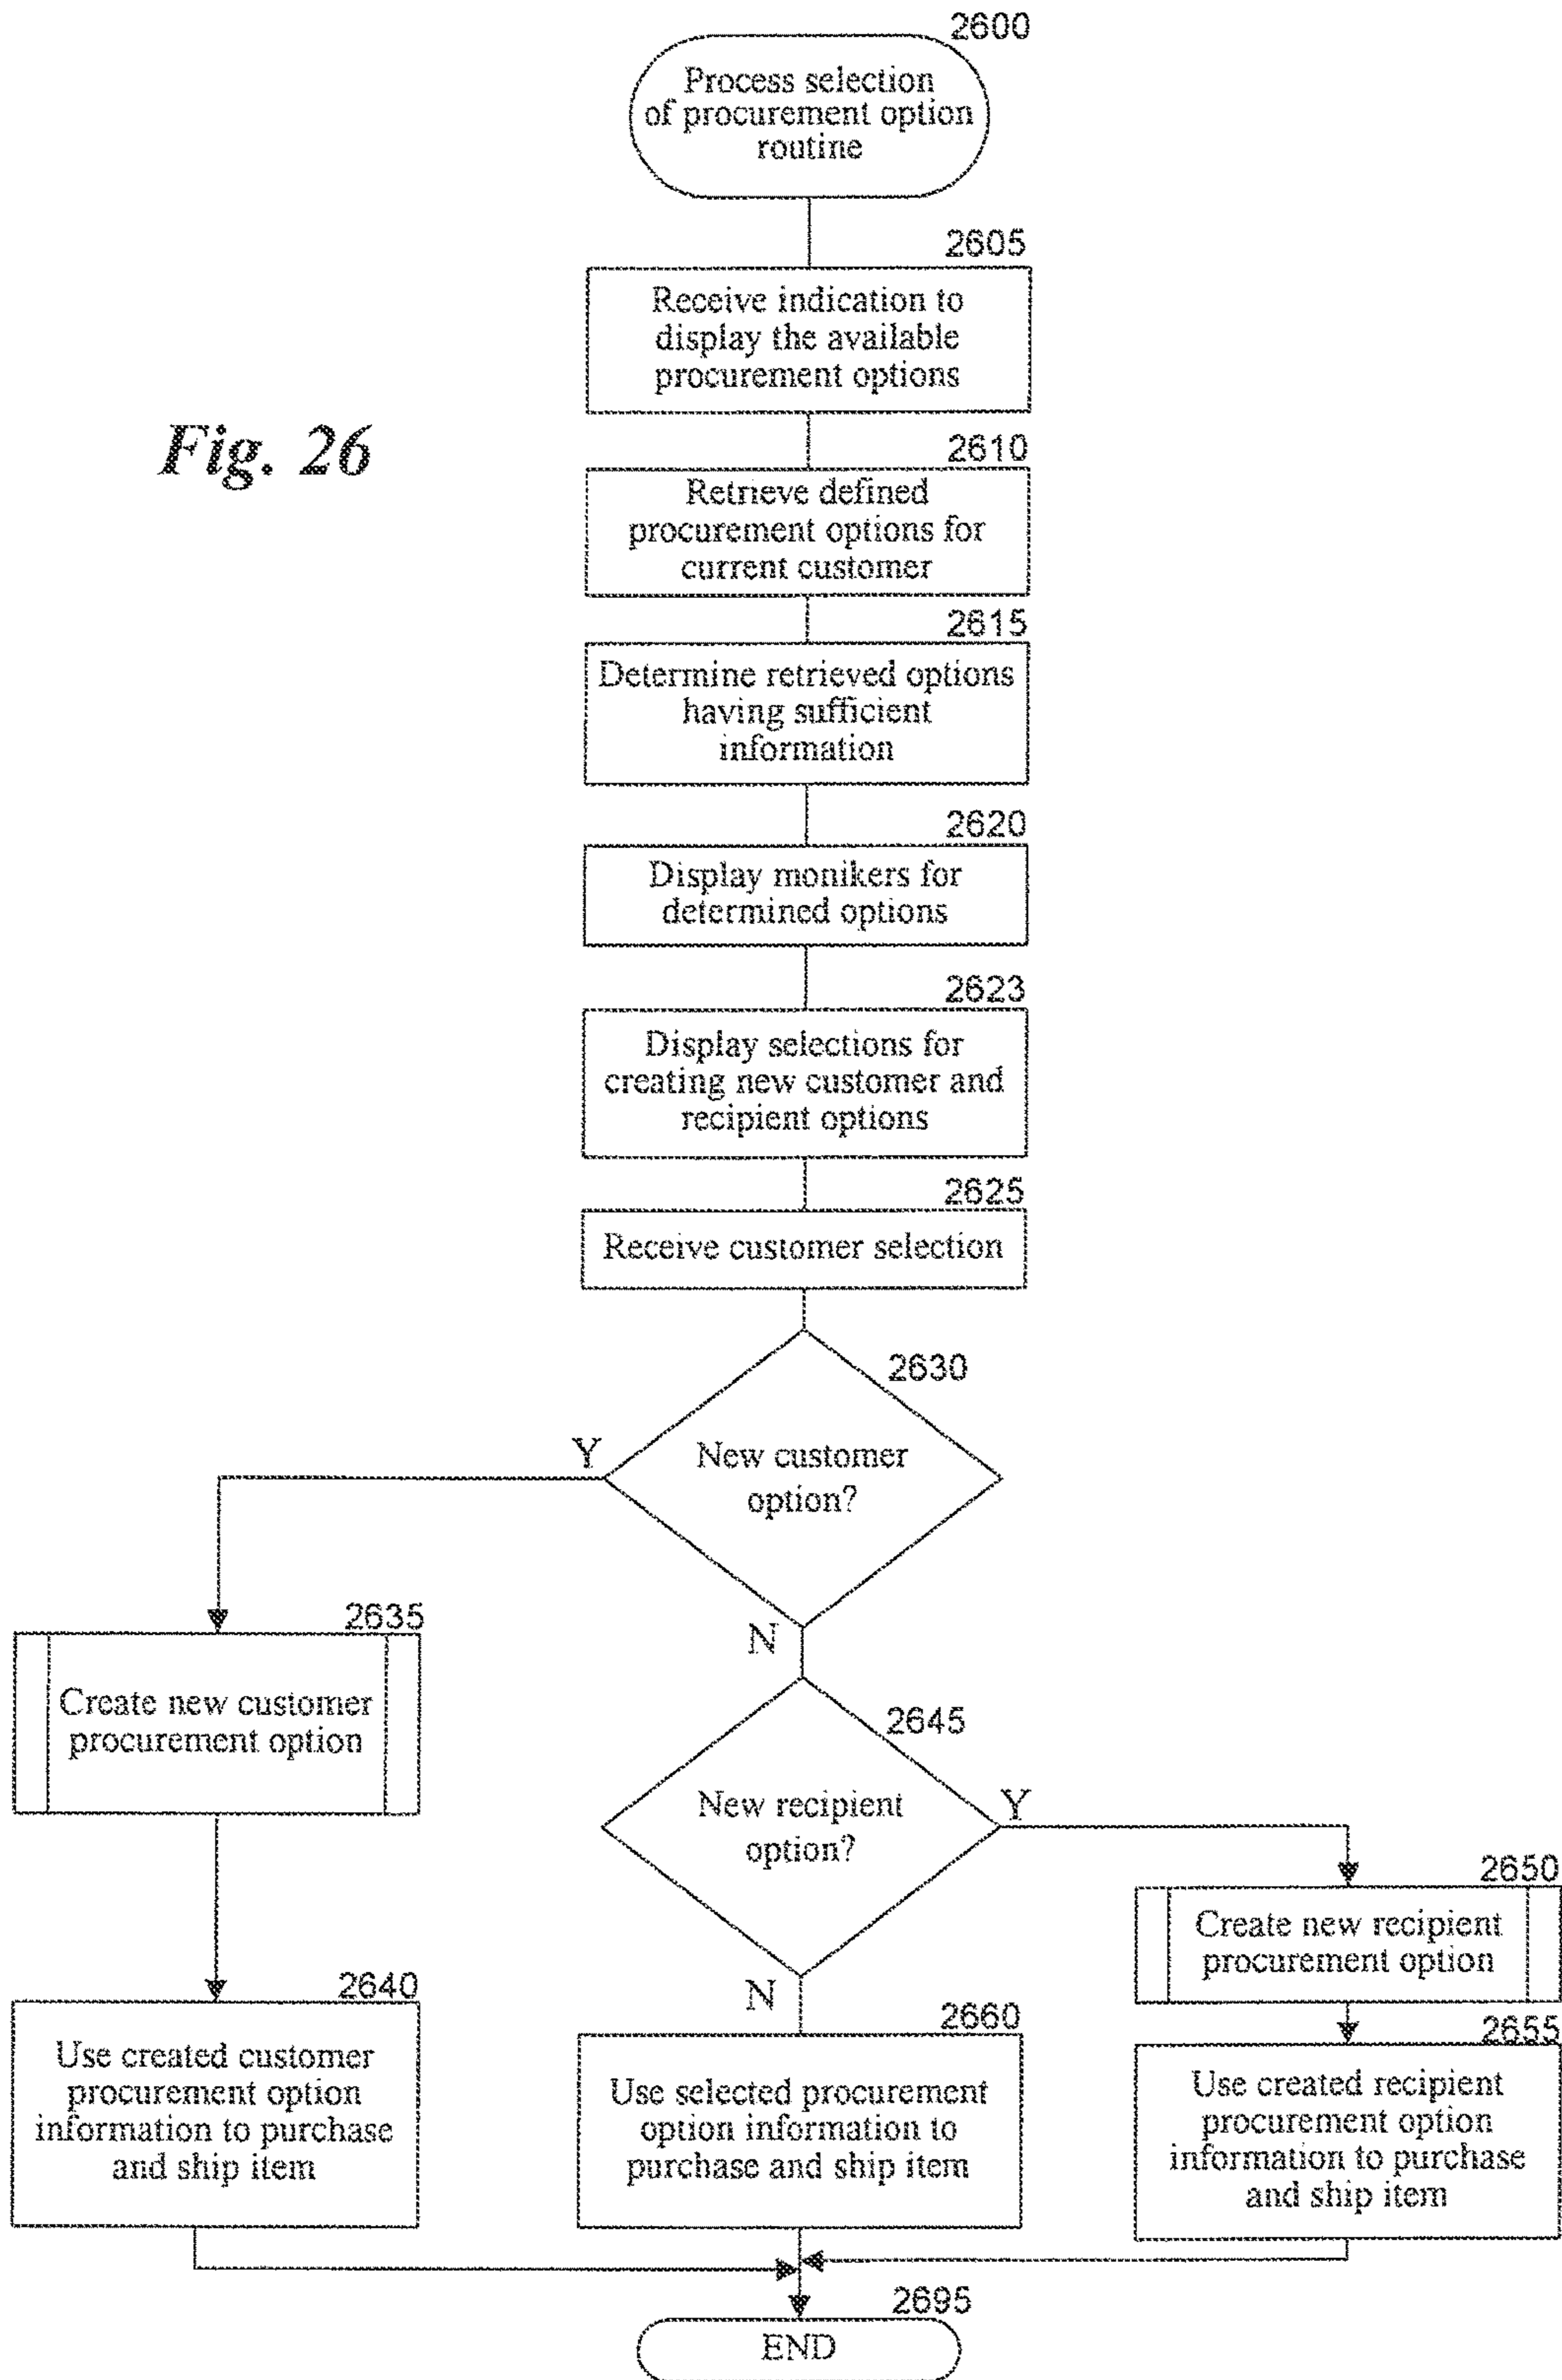 2600
Process selection
of procurement option
routine
2605
Receive indication to
display the available
procurement options
Fig. 26
2610
Retrieve defined
procurement options for
current customer
2615
Determine retrieved options
having sufficient
information
2620
Display monikers for
determined options
2623
Display selections for
creating new customer and
recipient options
2625
Receive customer selection
2630
New customer
option?
Y
N
2635
Create new customer
procurement option
2645
New recipient
option?
Y
N
2650
Create new recipient
procurement option
2640
Use created customer
procurement option
information to purchase
and ship item
2660
Use selected procurement
option information to
purchase and ship item
2655
Use created recipient
procurement option
information to purchase
and ship item
2695
END